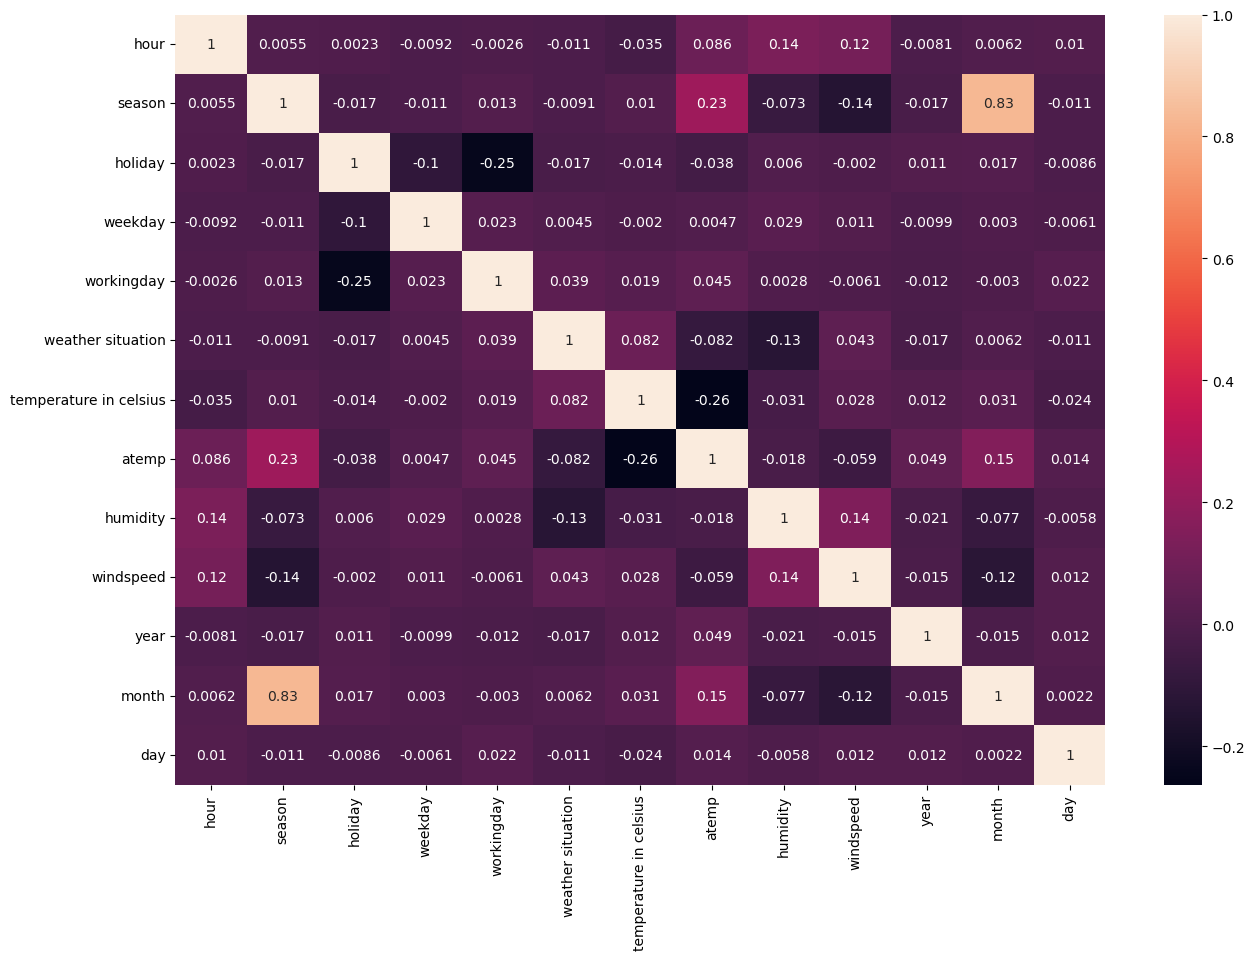 hour 1 0.0055 0.0023 -0.0092 -0.0026 -0.011 -0.035 0.086 0.14 0.12 -0.0081 0.0062 0.01
season 0.0055 1 -0.017 -0.011 0.013 -0.0091 0.01 0.23 -0.073 -0.14 -0.017 0.83 -0.011
holiday 0.0023 -0.017 1 -0.1 -0.25 -0.017 -0.014 -0.038 0.006 -0.002 0.011 0.017 -0.0086
weekday -0.0092 -0.011 -0.1 1 0.023 0.0045 -0.002 0.0047 0.029 0.011 -0.0099 0.003 -0.0061
workingday -0.0026 0.013 -0.25 0.023 1 0.039 0.019 0.045 0.0028 -0.0061 -0.012 -0.003 0.022
weather situation -0.011 -0.0091 -0.017 0.0045 0.039 1 0.082 -0.082 -0.13 0.043 -0.017 0.0062 -0.011
temperature in celsius -0.035 0.01 -0.014 -0.002 0.019 0.082 1 -0.26 -0.031 0.028 0.012 0.031 -0.024
atemp 0.086 0.23 -0.038 0.0047 0.045 -0.082 -0.26 1 -0.018 -0.059 0.049 0.15 0.014
humidity 0.14 -0.073 0.006 0.029 0.0028 -0.13 -0.031 -0.018 1 0.14 -0.021 -0.077 -0.0058
windspeed 0.12 -0.14 -0.002 0.011 -0.0061 0.043 0.028 -0.059 0.14 1 -0.015 -0.12 0.012
year -0.0081 -0.017 0.011 -0.0099 -0.012 -0.017 0.012 0.049 -0.021 -0.015 1 -0.015 0.012
month 0.0062 0.83 0.017 0.003 -0.003 0.0062 0.031 0.15 -0.077 -0.12 -0.015 1 0.0022
day 0.01 -0.011 -0.0086 -0.0061 0.022 -0.011 -0.024 0.014 -0.0058 0.012 0.012 0.0022 1
hour
season
holiday
weekday
workingday
weather situation
temperature in celsius
atemp
humidity
windspeed
year
month
day
1.0
0.8
0.6
0.4
0.2
0.0
−0.2